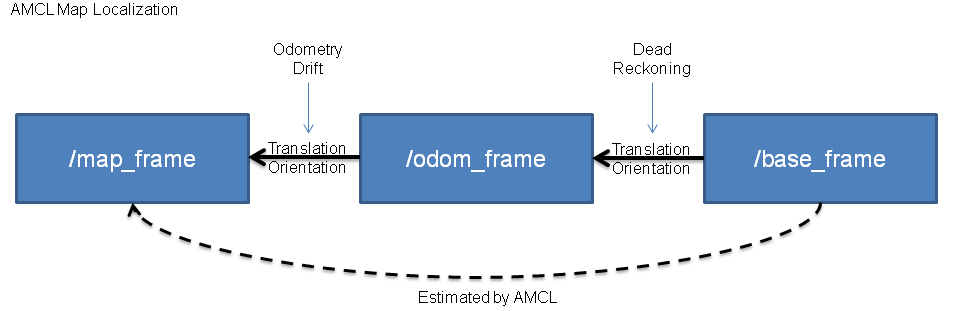 AMCL Map Localization
Odometry
Drift
Dead
Reckoning
/map_frame
Translation
Orientation
/odom_frame
Translation
Orientation
/base_frame
Estimated by AMCL